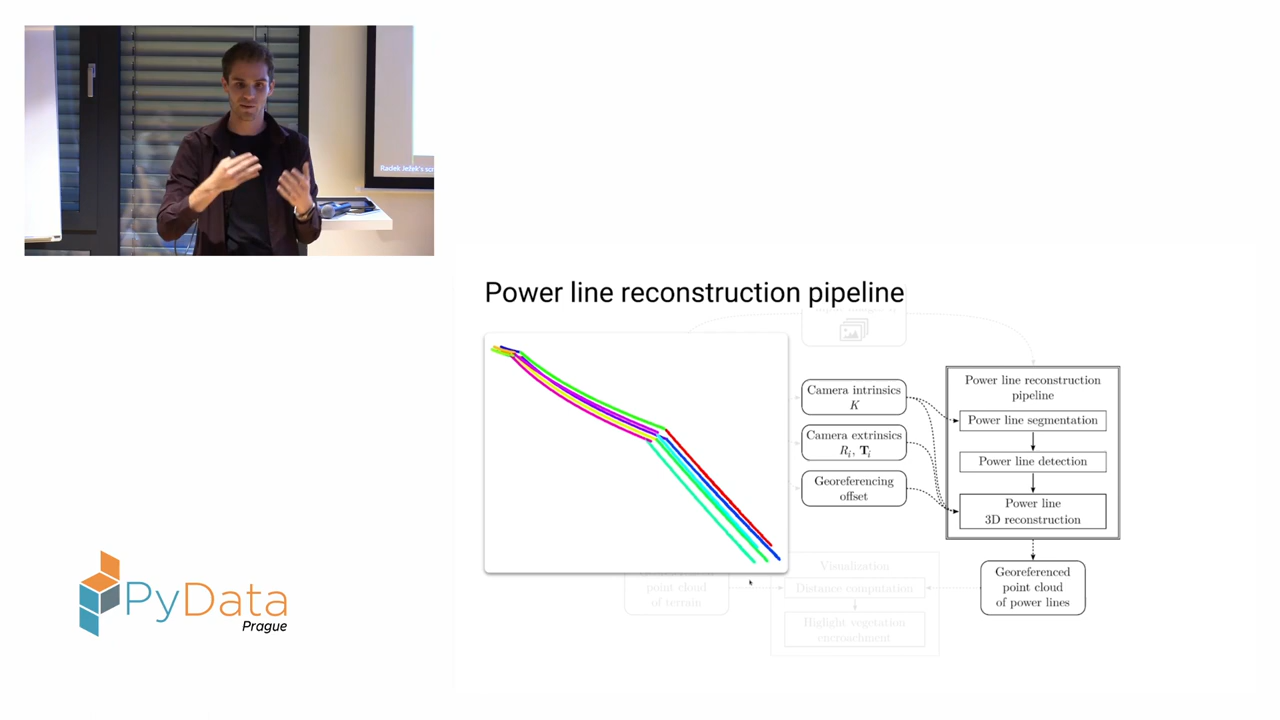 Radek Ježek's scr
Power line reconstruction pipeline
Camera intrinsics
K
Camera extrinsics
Rᵢ, Tᵢ
Georeferencing
offset
Power line reconstruction
pipeline
Power line segmentation
Power line detection
Power line
3D reconstruction
Georeferenced
point cloud
of power lines
point cloud
of terrain
Visualization
Distance computation
Higlight vegetation
encroachment
PyData
Prague